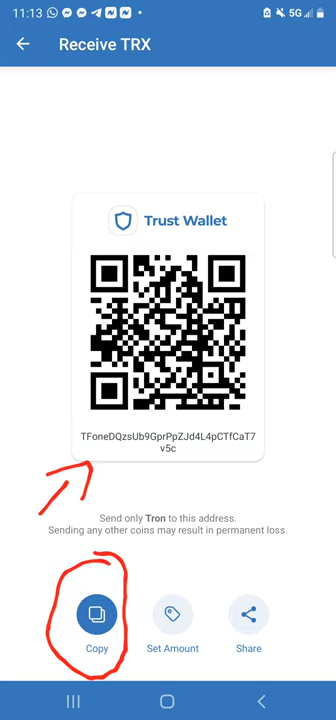 11:13
5G
Receive TRX
Trust Wallet
TFoneDQzsUb9GprPpZJd4L4pCTfCaT7
v5c
Send only Tron to this address.
Sending any other coins may result in permanent loss.
Copy
Set Amount
Share